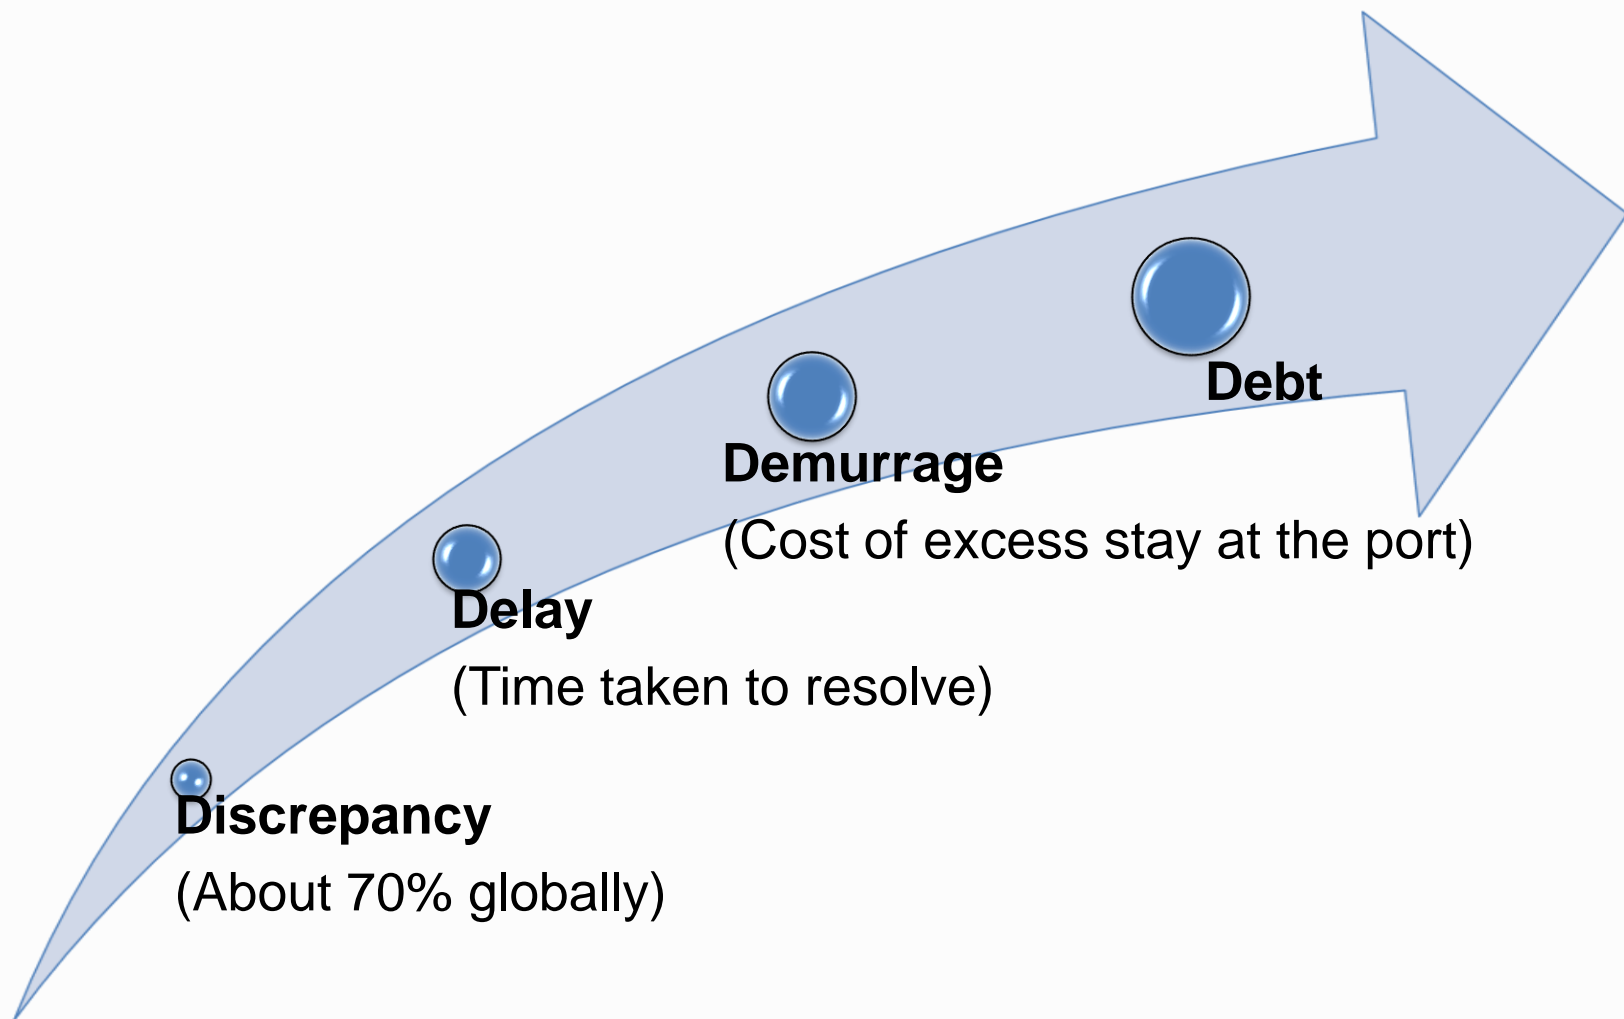 Debt
Demurrage
(Cost of excess stay at the port)
Delay
(Time taken to resolve)
Discrepancy
(About 70% globally)